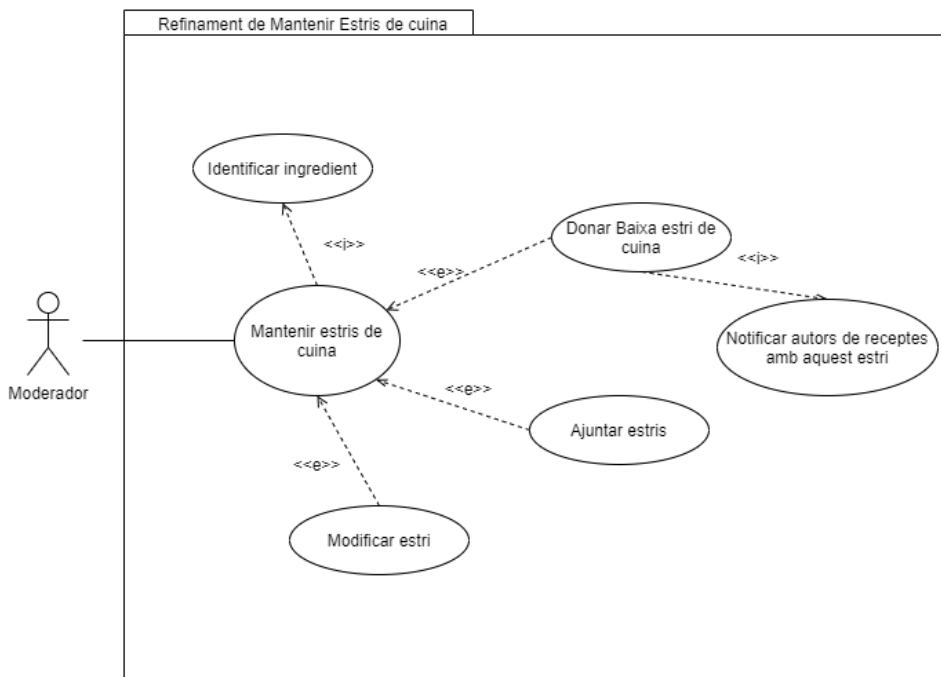 Refinament de Mantenir Estris de cuina
Identificar ingredient
<<i>>
Donar Baixa estri de
cuina
<<e>>
<<i>>
Mantenir estris de
cuina
Notificar autors de receptes
amb aquest estri
Moderador
<<e>>
Ajuntar estris
<<e>>
Modificar estri